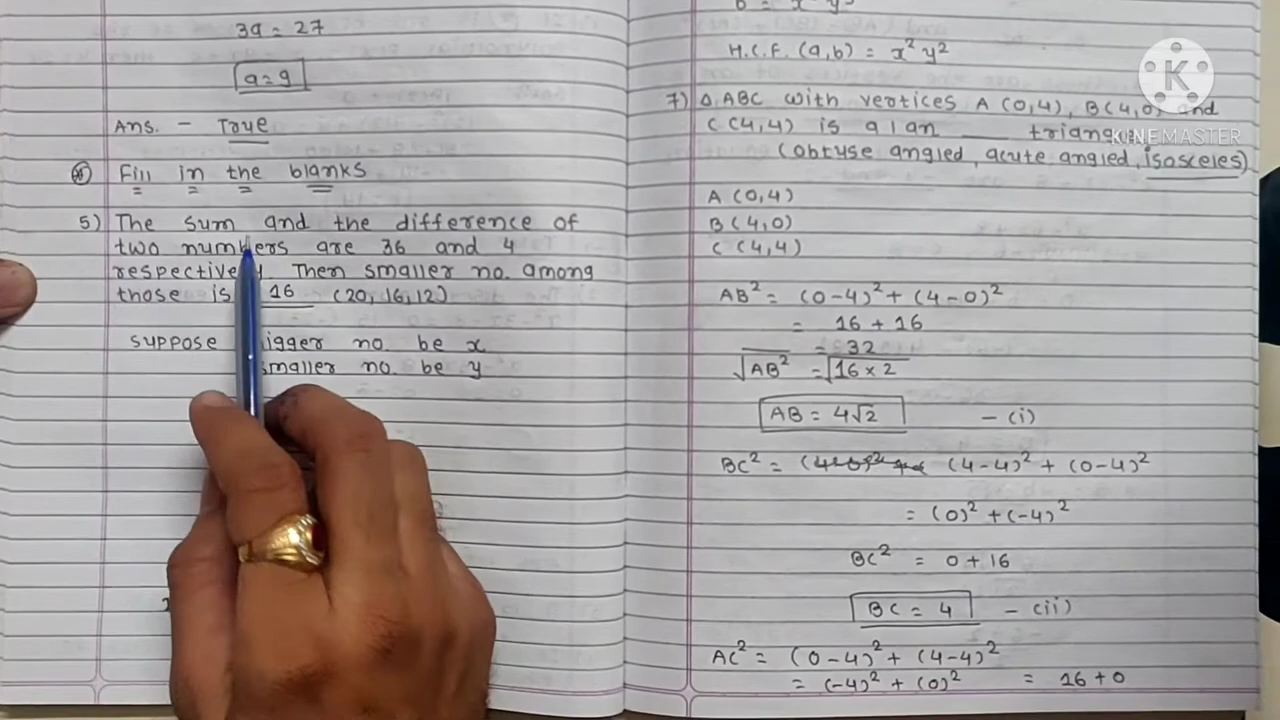 3a = 27
a = 9
Ans. - True
Fill in the blanks
5) The sum and the difference of
two numbers are 36 and 4
Then smaller no. among
those is 16 (20, 16, 12)
suppose no. be x
smaller no. be y
H.C.F. (a,b) = x² y²
7) Δ ABC with vertices A (0,4), B(4,0) and
C (4,4) is a | an ___
(obtuse angled, acute angled, isosceles)
A (0,4)
B (4,0)
C (4,4)
AB² = (0-4)² + (4-0)²
= 16 + 16
= 32
√AB² = √16 × 2
AB = 4√2 - (i)
BC² = (4-4)² + (0-4)²
= (0)² + (-4)²
BC² = 0 + 16
BC = 4 - (ii)
AC² = (0-4)² + (4-4)²
= (-4)² + (0)² = 16 + 0
K
KINEMASTER